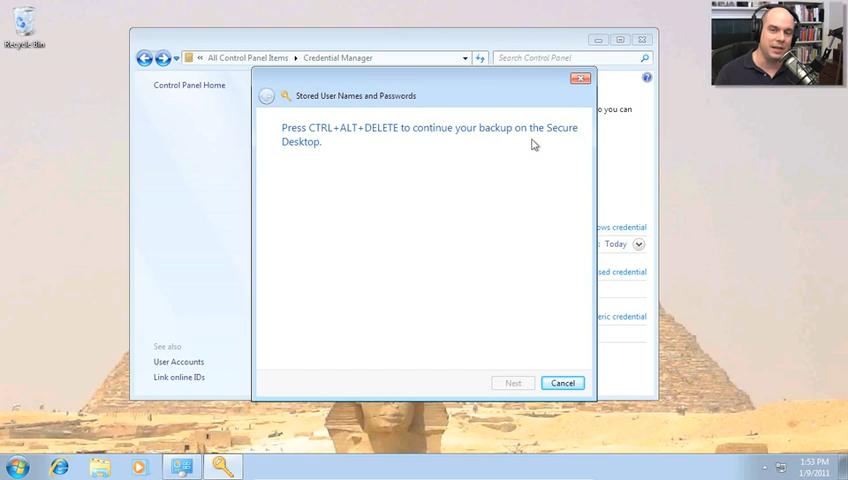 Recycle Bin
All Control Panel Items
Credential Manager
Search Control Panel
Control Panel Home
Stored User Names and Passwords
Press CTRL+ALT+DELETE to continue your backup on the Secure
Desktop.
o you can
ows credential
Today
sed credential
eric credential
See also
User Accounts
Link online IDs
Next
Cancel
1:53 PM
1/9/2011